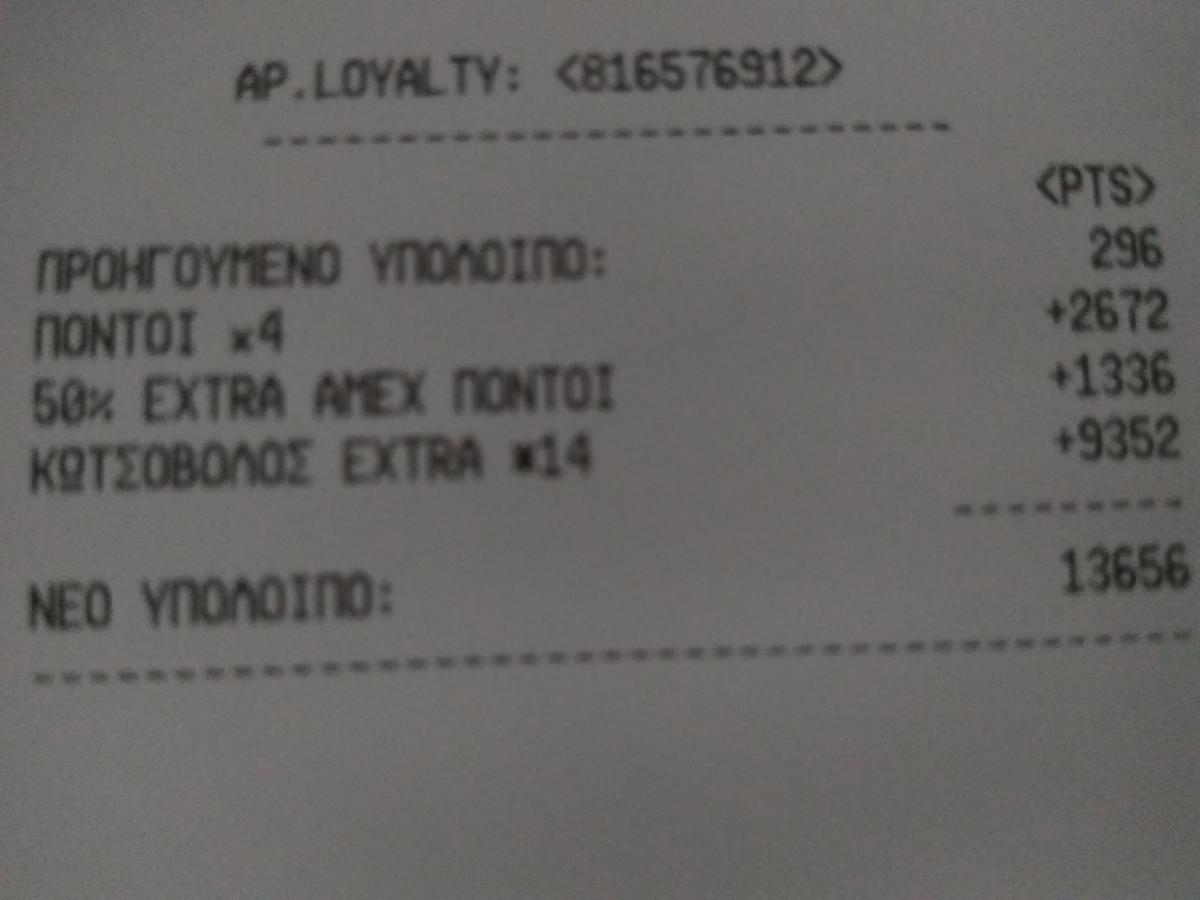 ΑΡ.LOYALTY: <816576912>
<PTS>
ΠΡΟΗΓΟΥΜΕΝΟ ΥΠΟΛΟΙΠΟ: 296
ΠΟΝΤΟΙ x4 +2672
50% EXTRA AMEX ΠΟΝΤΟΙ +1336
ΚΩΤΣΟΒΟΛΟΣ EXTRA x14 +9352
ΝΕΟ ΥΠΟΛΟΙΠΟ: 13656